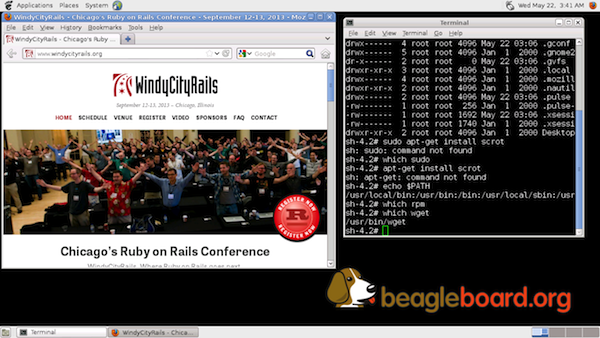 Applications Places System
Wed May 22, 3:41 AM
WindyCityRails - Chicago's Ruby on Rails Conference - September 12-13, 2013 - Moz
File Edit View History Bookmarks Tools Help
WindyCityRails - Chicago's Ruby o...
www.windycityrails.org
Google
WindyCityRails
September 12-13, 2013 – Chicago, Illinois
HOME SCHEDULE VENUE REGISTER VIDEO SPONSORS FAQ CONTACT
REGISTER NOW
R
REGISTER NOW
Chicago's Ruby on Rails Conference
WindyCityRails, Where Ruby on Rails goes next
Terminal
File Edit View Terminal Go Help
drwx------ 4 root root 4096 May 22 03:06 .gconf
drwx------ 5 root root 4096 Jan 1 2000 .gnome2
dr-x------ 2 root root 0 May 22 03:06 .gvfs
drwxr-xr-x 3 root root 4096 Jan 1 2000 .local
drwx------ 4 root root 4096 Jan 1 2000 .mozill
drwxr-xr-x 2 root root 4096 Jan 1 2000 .nautil
drwx------ 2 root root 4096 May 22 03:06 .pulse
-rw------- 1 root root 256 Jan 1 2000 .pulse-
-rw------- 1 root root 1692 May 22 03:06 .xsessi
-rw------- 1 root root 1740 Jan 1 2000 .xsessi
drwxr-xr-x 2 root root 4096 Jan 1 2000 Desktop
sh-4.2# sudo apt-get install scrot
sh: sudo: command not found
sh-4.2# which sudo
sh-4.2# apt-get install scrot
sh: apt-get: command not found
sh-4.2# echo $PATH
/usr/local/bin:/usr/bin:/bin:/usr/local/sbin:/usr
sh-4.2# which rpm
sh-4.2# which wget
/usr/bin/wget
sh-4.2#
beagleboard.org
Terminal
WindyCityRails - Chica...